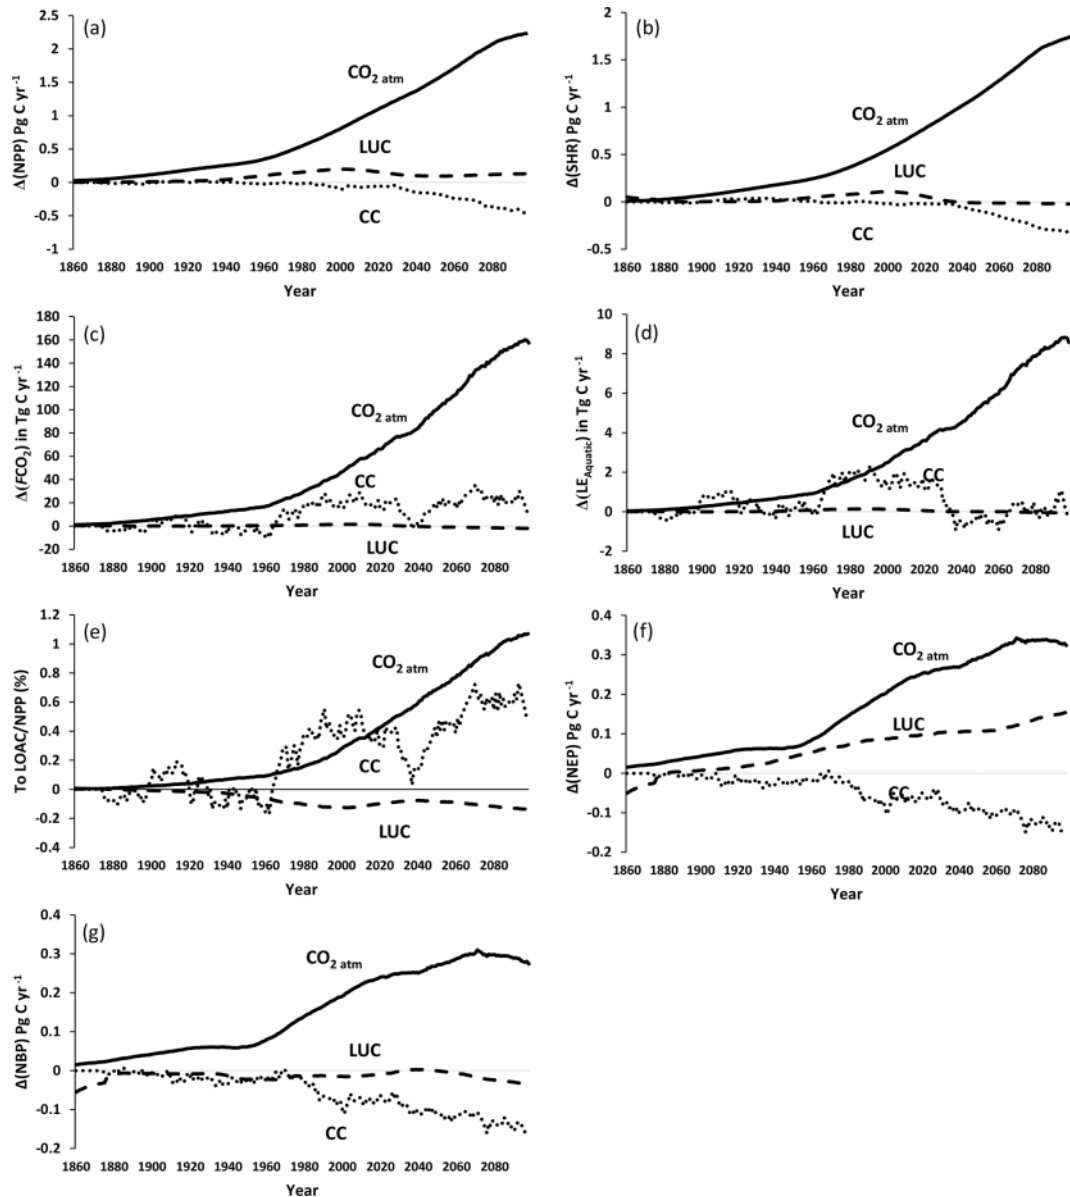 (a)
Δ(NPP) Pg C yr-1
2.5
2
1.5
1
0.5
0
-0.5
-1
CO2 atm
LUC
CC
1860 1880 1900 1920 1940 1960 1980 2000 2020 2040 2060 2080
Year
(b)
Δ(SHR) Pg C yr-1
2
1.5
1
0.5
0
-0.5
CO2 atm
LUC
CC
1860 1880 1900 1920 1940 1960 1980 2000 2020 2040 2060 2080
Year
(c)
Δ(FCO2) in Tg C yr-1
180
160
140
120
100
80
60
40
20
0
-20
CO2 atm
CC
LUC
1860 1880 1900 1920 1940 1960 1980 2000 2020 2040 2060 2080
Year
(d)
Δ((LEAquatic) in Tg C yr-1
10
8
6
4
2
0
-2
CO2 atm
CC
LUC
1860 1880 1900 1920 1940 1960 1980 2000 2020 2040 2060 2080
Year
(e)
To LOAC/NPP (%)
1.2
1
0.8
0.6
0.4
0.2
0
-0.2
-0.4
CO2 atm
CC
LUC
1860 1880 1900 1920 1940 1960 1980 2000 2020 2040 2060 2080
Year
(f)
Δ(NEP) Pg C yr-1
0.4
0.3
0.2
0.1
0
-0.1
-0.2
CO2 atm
LUC
CC
1860 1880 1900 1920 1940 1960 1980 2000 2020 2040 2060 2080
Year
(g)
Δ(NBP) Pg C yr-1
0.4
0.3
0.2
0.1
0
-0.1
-0.2
CO2 atm
LUC
CC
1860 1880 1900 1920 1940 1960 1980 2000 2020 2040 2060 2080
Year